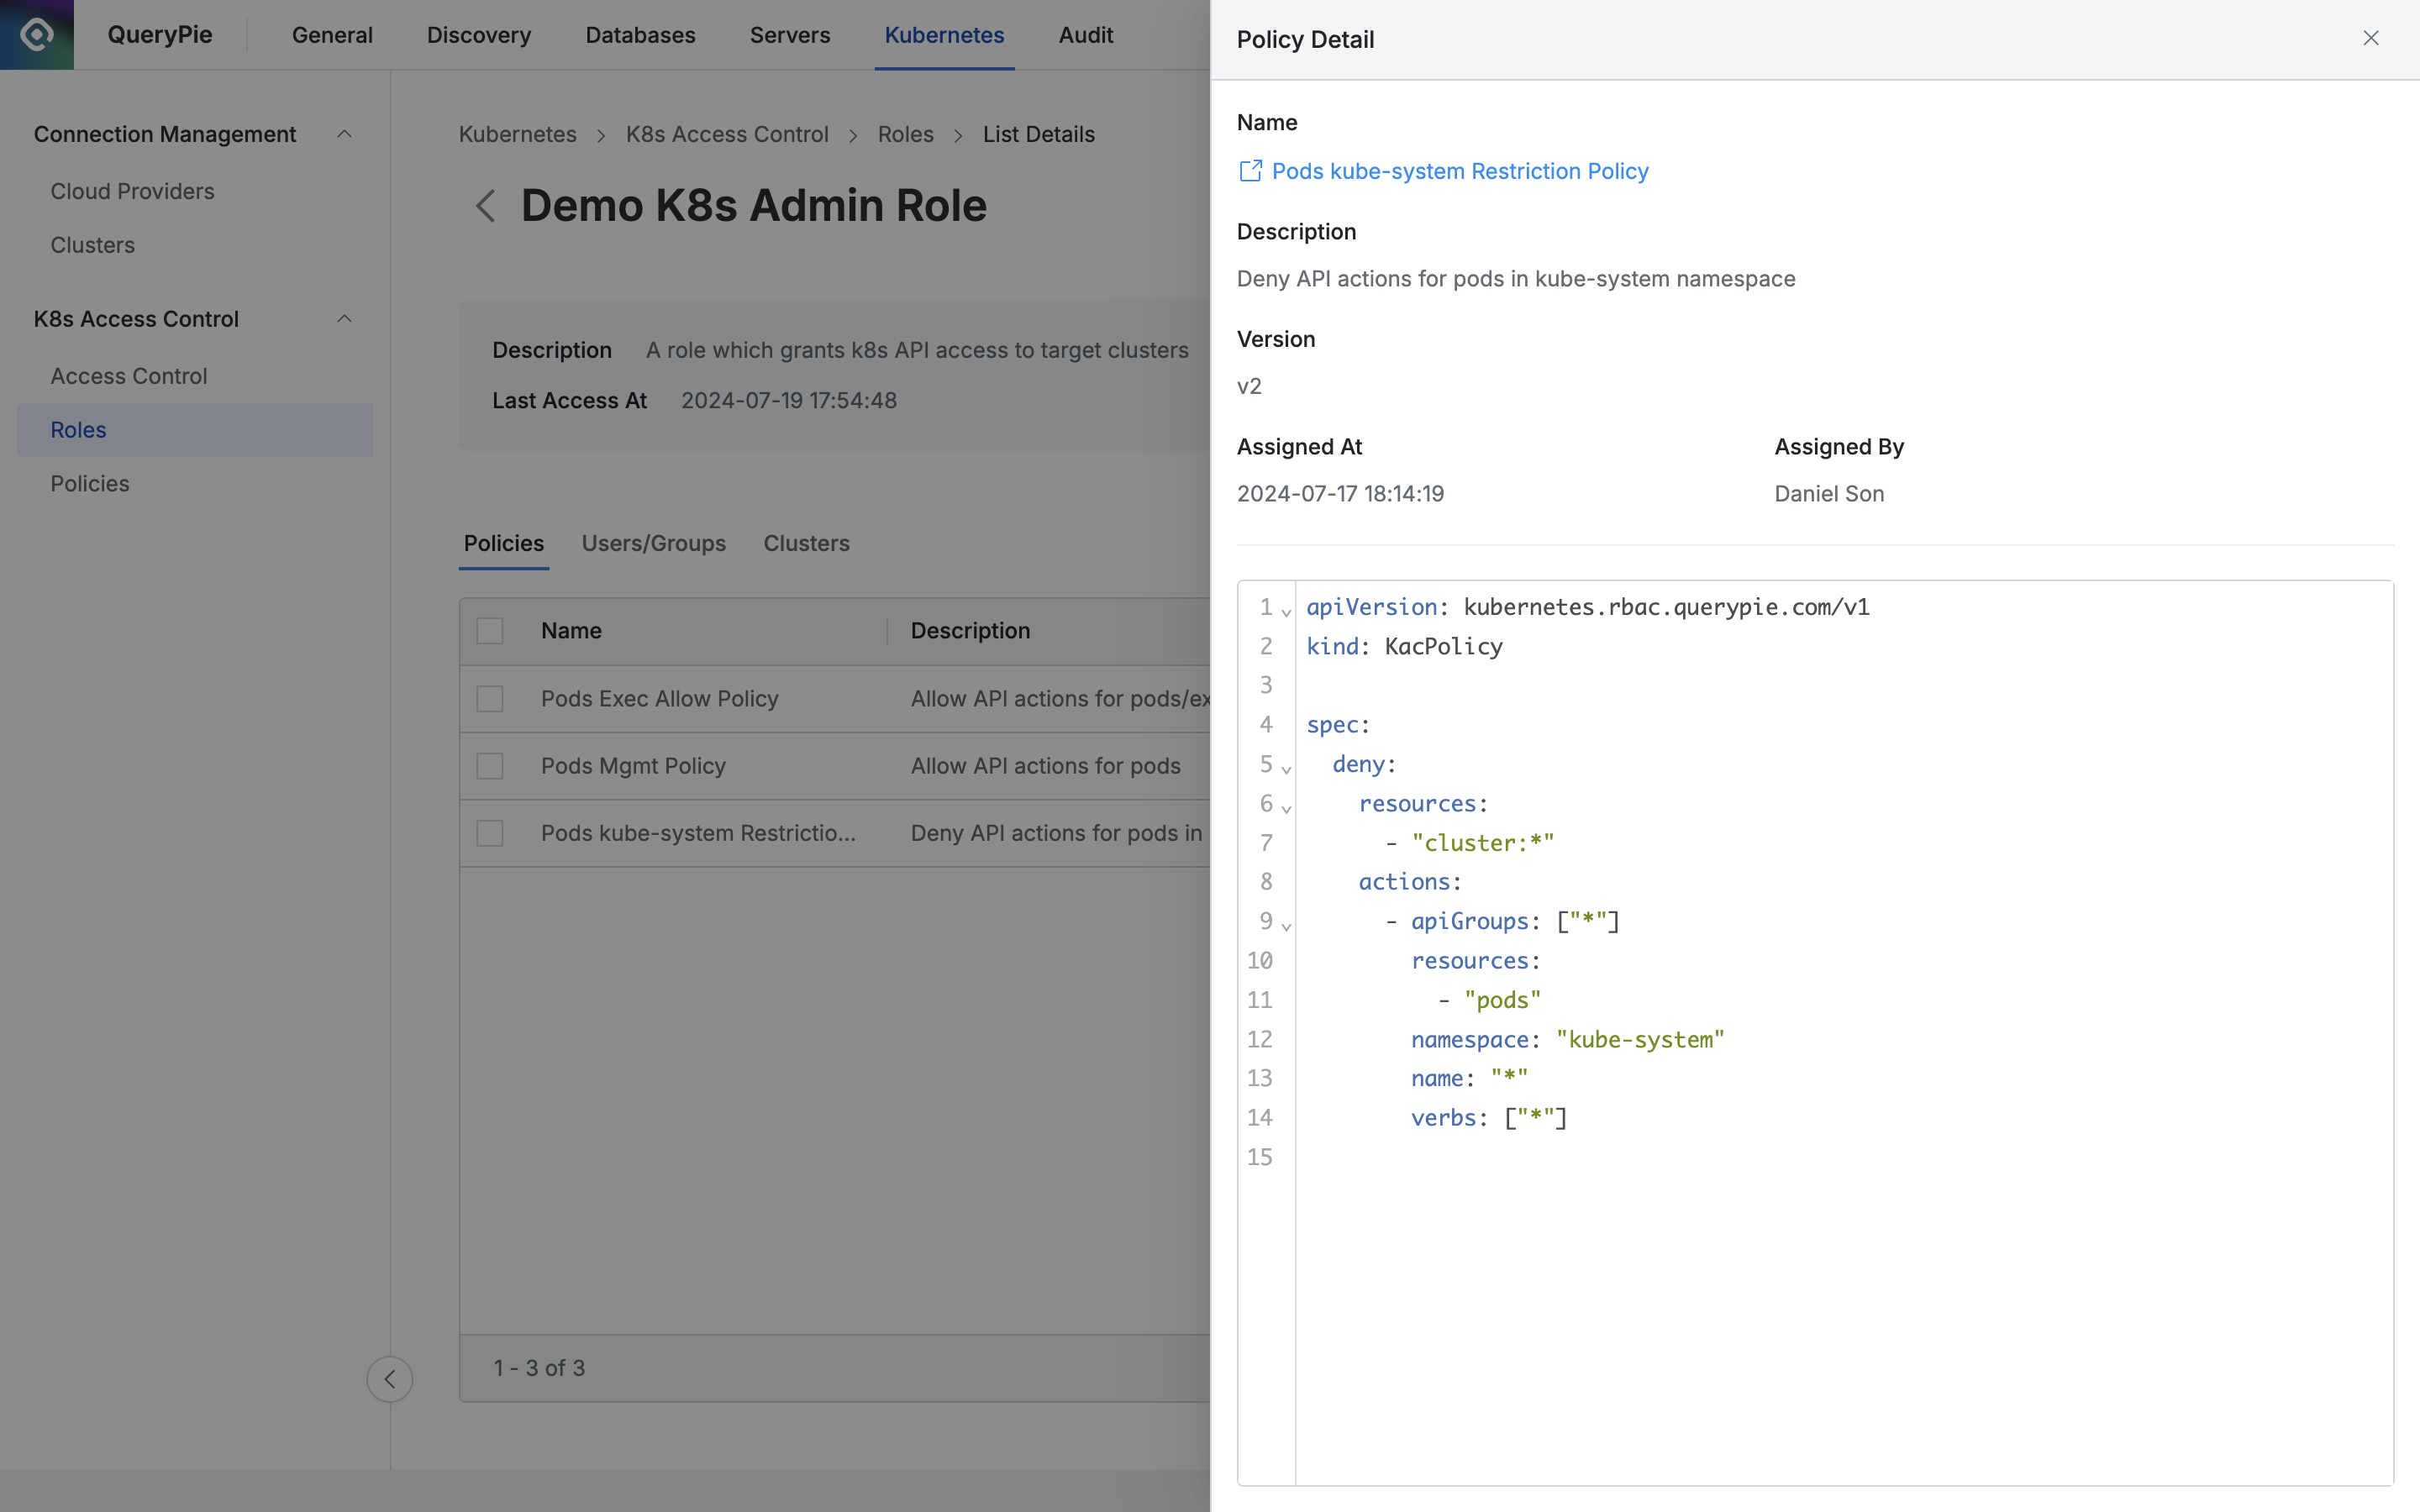 QueryPie
General
Discovery
Databases
Servers
Kubernetes
Audit
Connection Management
Cloud Providers
Clusters
K8s Access Control
Access Control
Roles
Policies
Kubernetes > K8s Access Control > Roles > List Details
Demo K8s Admin Role
Description A role which grants k8s API access to target clusters
Last Access At 2024-07-19 17:54:48
Policies Users/Groups Clusters
Name Description
Pods Exec Allow Policy Allow API actions for pods/ex
Pods Mgmt Policy Allow API actions for pods
Pods kube-system Restrictio... Deny API actions for pods in
1 - 3 of 3
Policy Detail
Name
Pods kube-system Restriction Policy
Description
Deny API actions for pods in kube-system namespace
Version
v2
Assigned At Assigned By
2024-07-17 18:14:19 Daniel Son
1 apiVersion: kubernetes.rbac.querypie.com/v1
2 kind: KacPolicy
3
4 spec:
5   deny:
6     resources:
7       - "cluster:*"
8     actions:
9       - apiGroups: ["*"]
10         resources:
11           - "pods"
12         namespace: "kube-system"
13         name: "*"
14         verbs: ["*"]
15